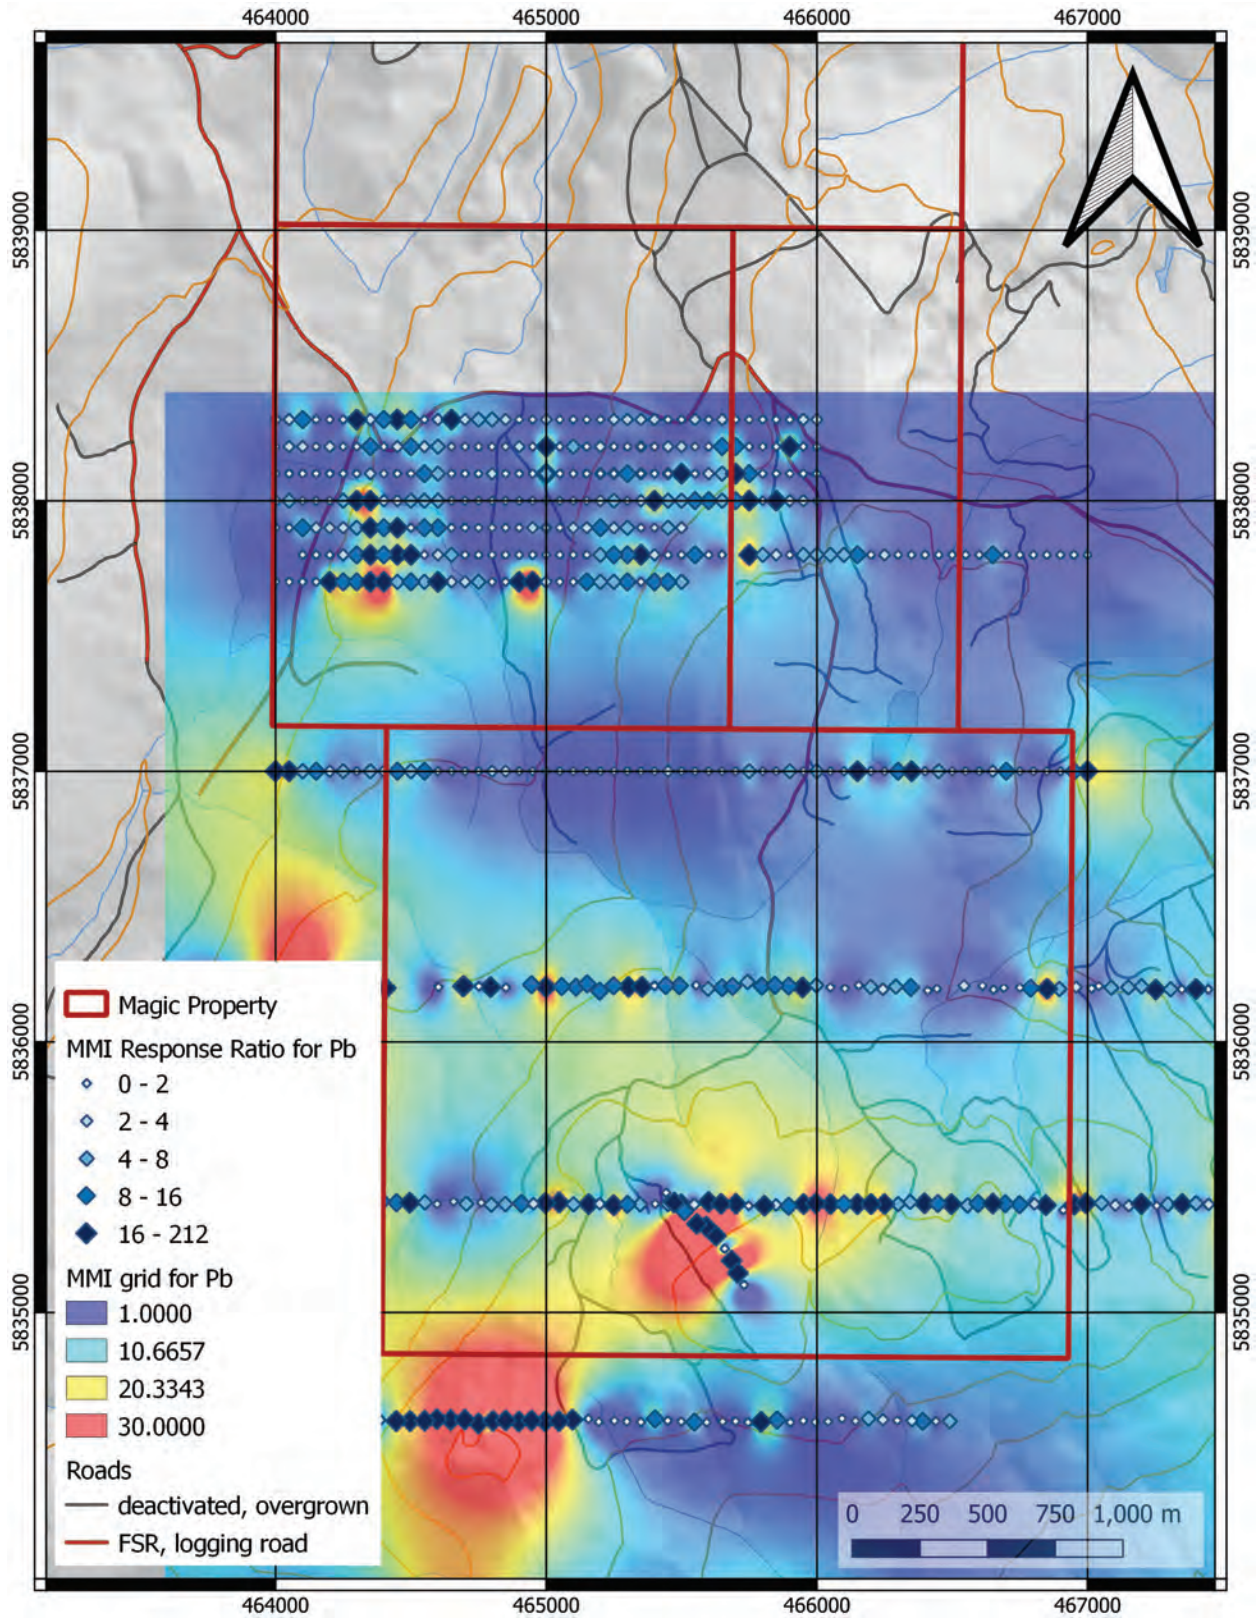 464000 465000 466000 467000
5839000 5839000
5838000 5838000
5837000 5837000
5836000 5836000
5835000 5835000
Magic Property
MMI Response Ratio for Pb
0 - 2
2 - 4
4 - 8
8 - 16
16 - 212
MMI grid for Pb
1.0000
10.6657
20.3343
30.0000
Roads
deactivated, overgrown
FSR, logging road
0 250 500 750 1,000 m
464000 465000 466000 467000